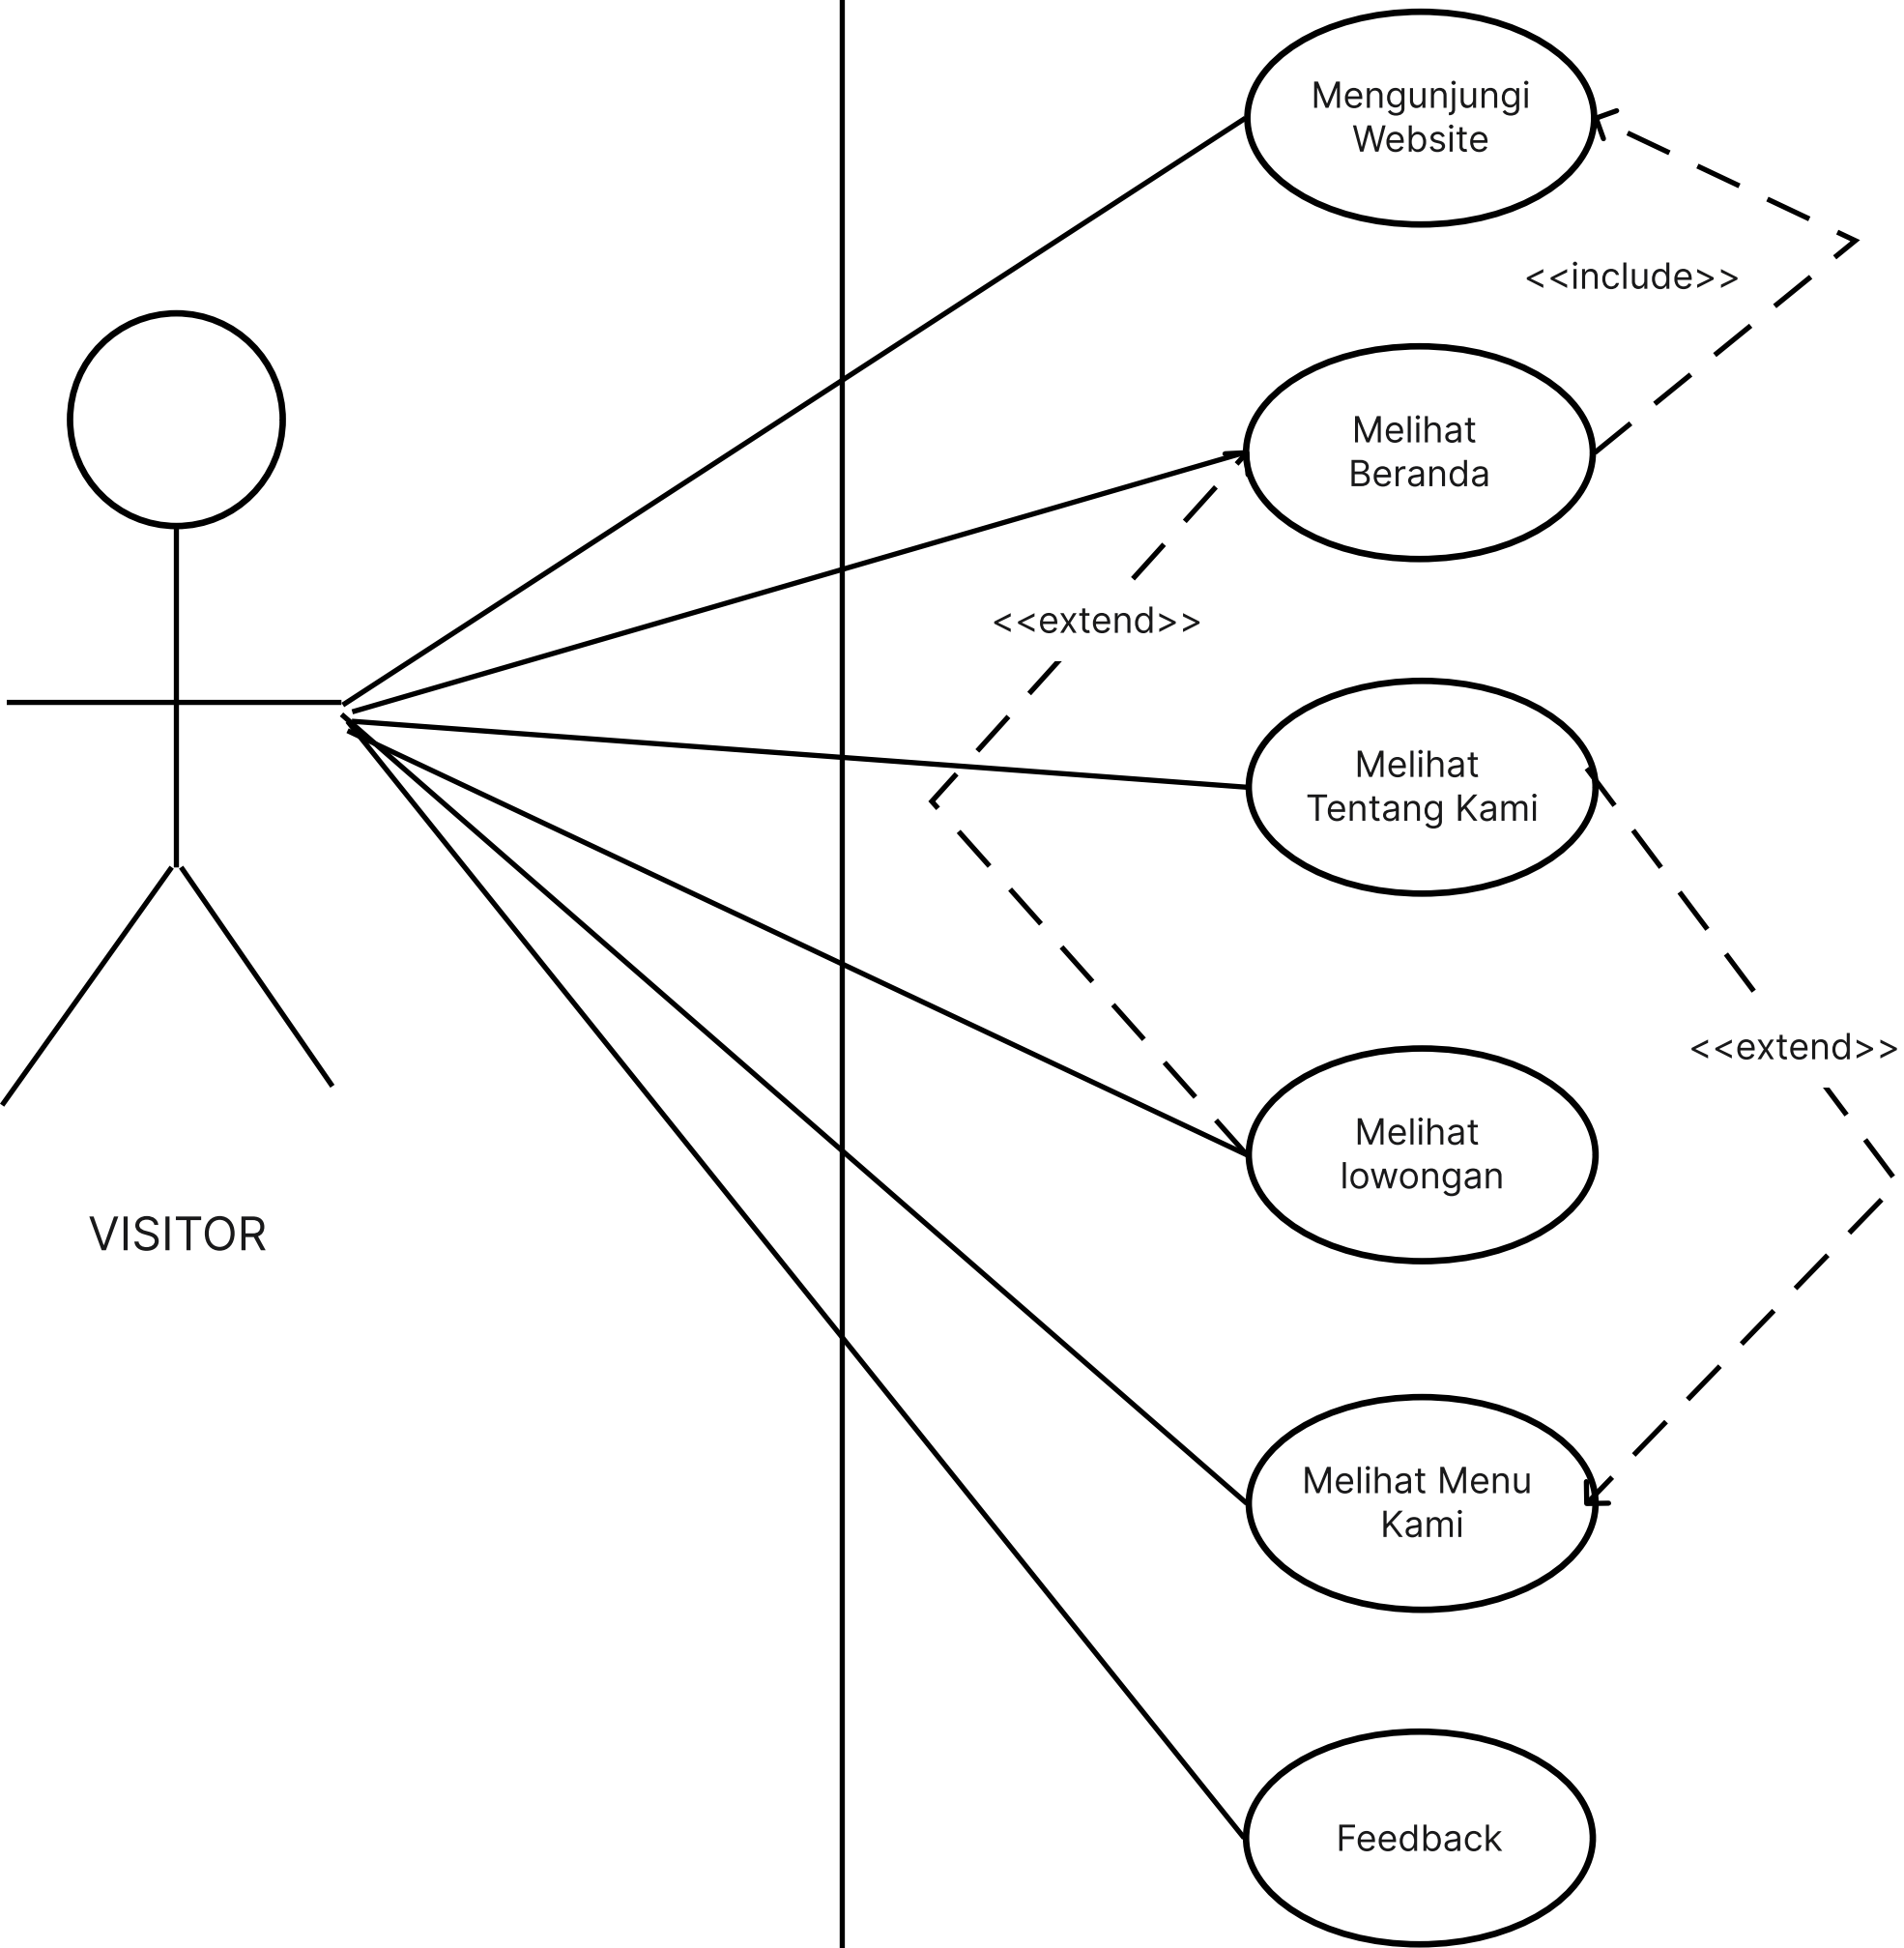 Mengunjungi
Website
<<include>>
Melihat
Beranda
<<extend>>
Melihat
Tentang Kami
<<extend>>
Melihat
lowongan
VISITOR
Melihat Menu
Kami
Feedback